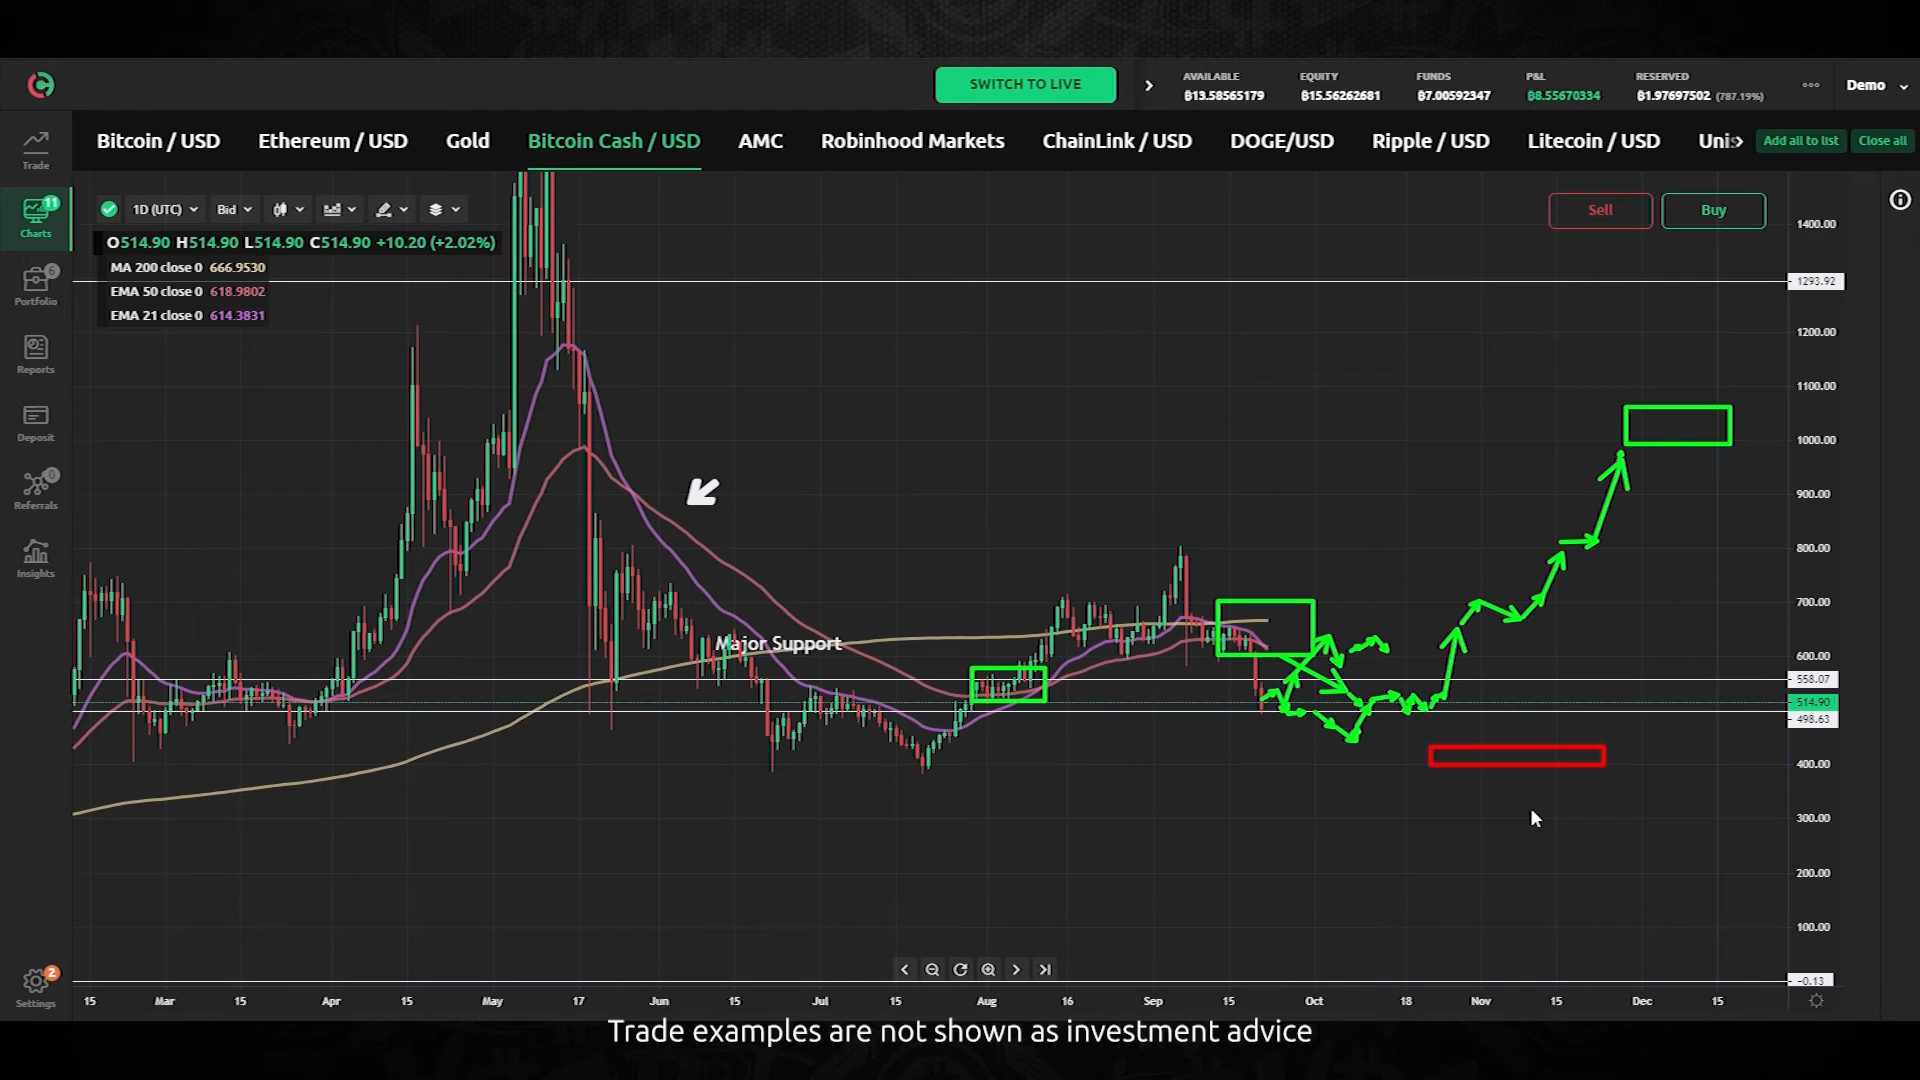 SWITCH TO LIVE
AVAILABLE EQUITY FUNDS P&L RESERVED
฿13.58565179 ฿15.56262681 ฿7.00592347 ฿8.55670334 ฿1.97697502 (787.19%)
Demo
Bitcoin / USD Ethereum / USD Gold Bitcoin Cash / USD AMC Robinhood Markets ChainLink / USD DOGE/USD Ripple / USD Litecoin / USD Unis Add all to list Close all
Trade
11
Charts
6
Portfolio
Reports
Deposit
0
Referrals
Insights
2
Settings
1D (UTC) Bid
Sell Buy
O514.90 H514.90 L514.90 C514.90 +10.20 (+2.02%)
MA 200 close 0 666.9530
EMA 50 close 0 618.9802
EMA 21 close 0 614.3831
Major Support
1400.00
1293.92
1200.00
1100.00
1000.00
900.00
800.00
700.00
600.00
558.07
514.90
498.63
400.00
300.00
200.00
100.00
-0.13
15 Mar 15 Apr 15 May 17 Jun 15 Jul 15 Aug 16 Sep 15 Oct 18 Nov 15 Dec 15
Trade examples are not shown as investment advice